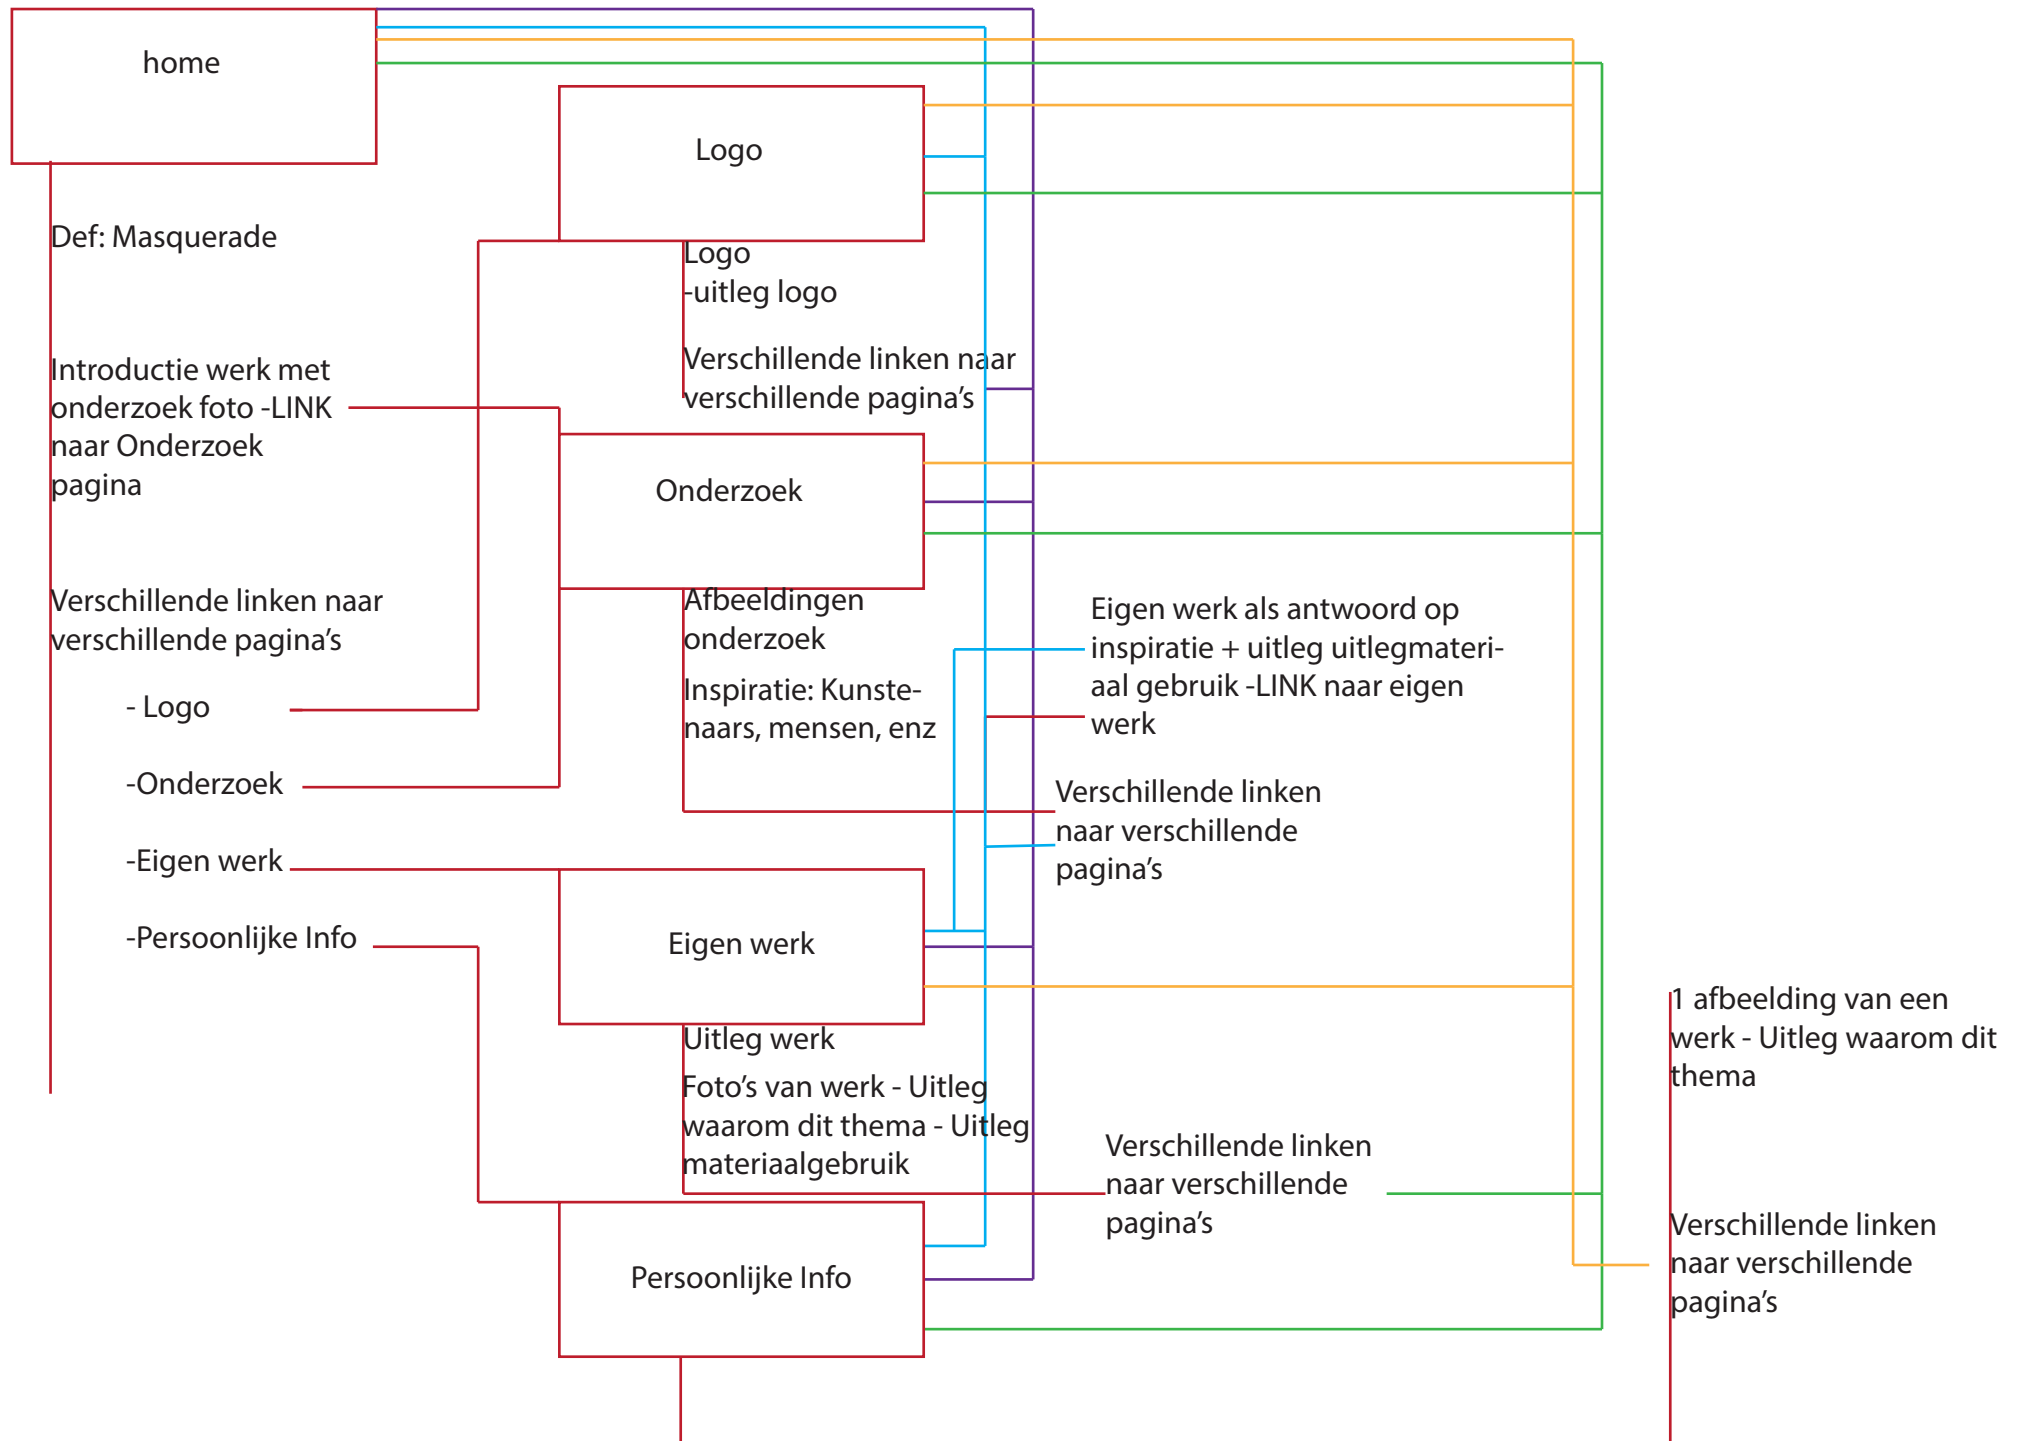 home
Def: Masquerade
Introductie werk met
onderzoek foto -LINK
naar Onderzoek
pagina
Verschillende linken naar
verschillende pagina's
- Logo
-Onderzoek
-Eigen werk
-Persoonlijke Info
Logo
Logo
-uitleg logo
Verschillende linken naar
verschillende pagina's
Onderzoek
Afbeeldingen
onderzoek
Inspiratie: Kunste-
naars, mensen, enz
Eigen werk als antwoord op
inspiratie + uitleg uitlegmateri-
aal gebruik -LINK naar eigen
werk
Verschillende linken
naar verschillende
pagina's
Eigen werk
Uitleg werk
Foto's van werk - Uitleg
waarom dit thema - Uitleg
materiaalgebruik
Verschillende linken
naar verschillende
pagina's
Persoonlijke Info
1 afbeelding van een
werk - Uitleg waarom dit
thema
Verschillende linken
naar verschillende
pagina's